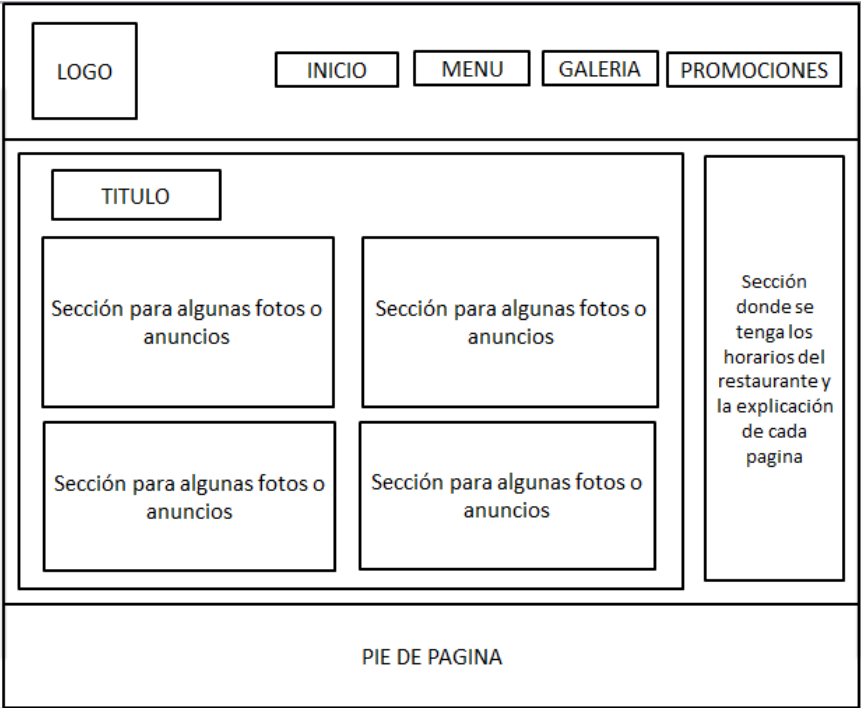 LOGO
INICIO
MENU
GALERIA
PROMOCIONES
TITULO
Sección para algunas fotos o
anuncios
Sección para algunas fotos o
anuncios
Sección para algunas fotos o
anuncios
Sección para algunas fotos o
anuncios
Sección
donde se
tenga los
horarios del
restaurante y
la explicación
de cada
pagina
PIE DE PAGINA